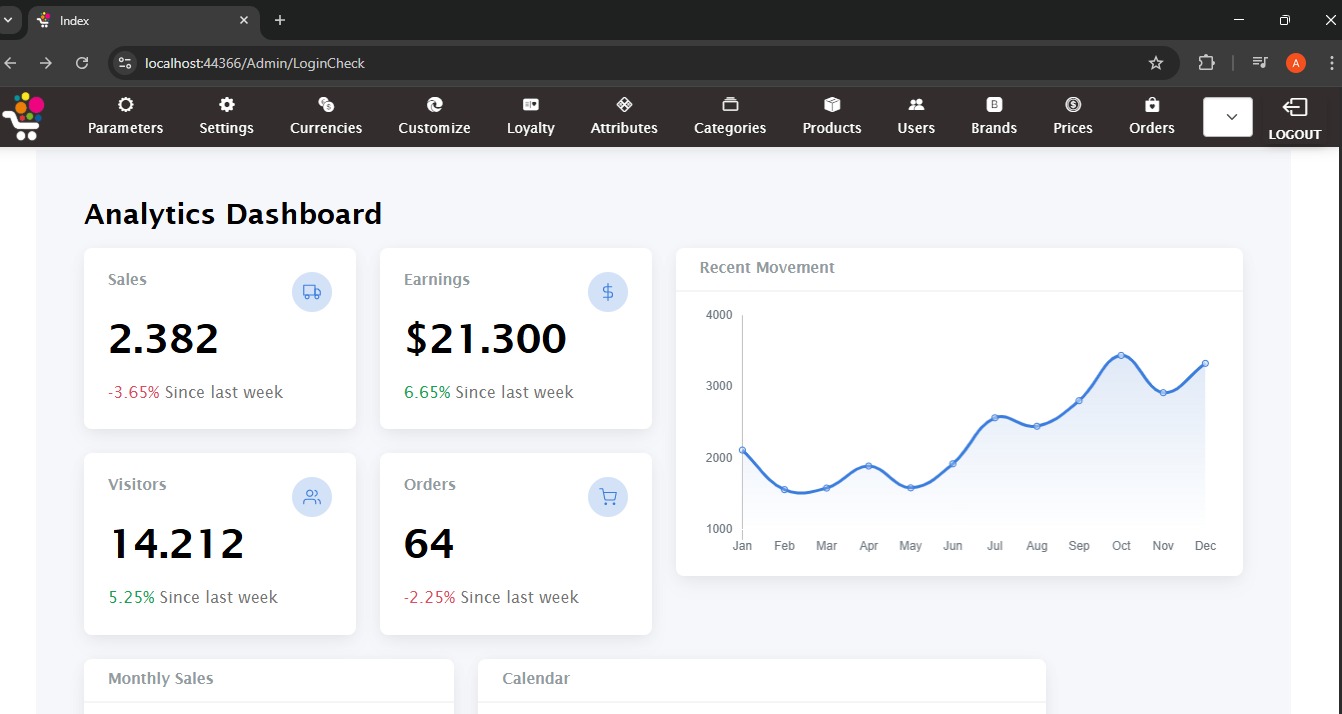 Index
localhost:44366/Admin/LoginCheck
A
Parameters Settings Currencies Customize Loyalty Attributes Categories Products Users Brands Prices Orders LOGOUT
Analytics Dashboard
Sales
2.382
-3.65% Since last week
Earnings
$21.300
6.65% Since last week
Recent Movement
4000
3000
2000
1000
Jan Feb Mar Apr May Jun Jul Aug Sep Oct Nov Dec
Visitors
14.212
5.25% Since last week
Orders
64
-2.25% Since last week
Monthly Sales
Calendar